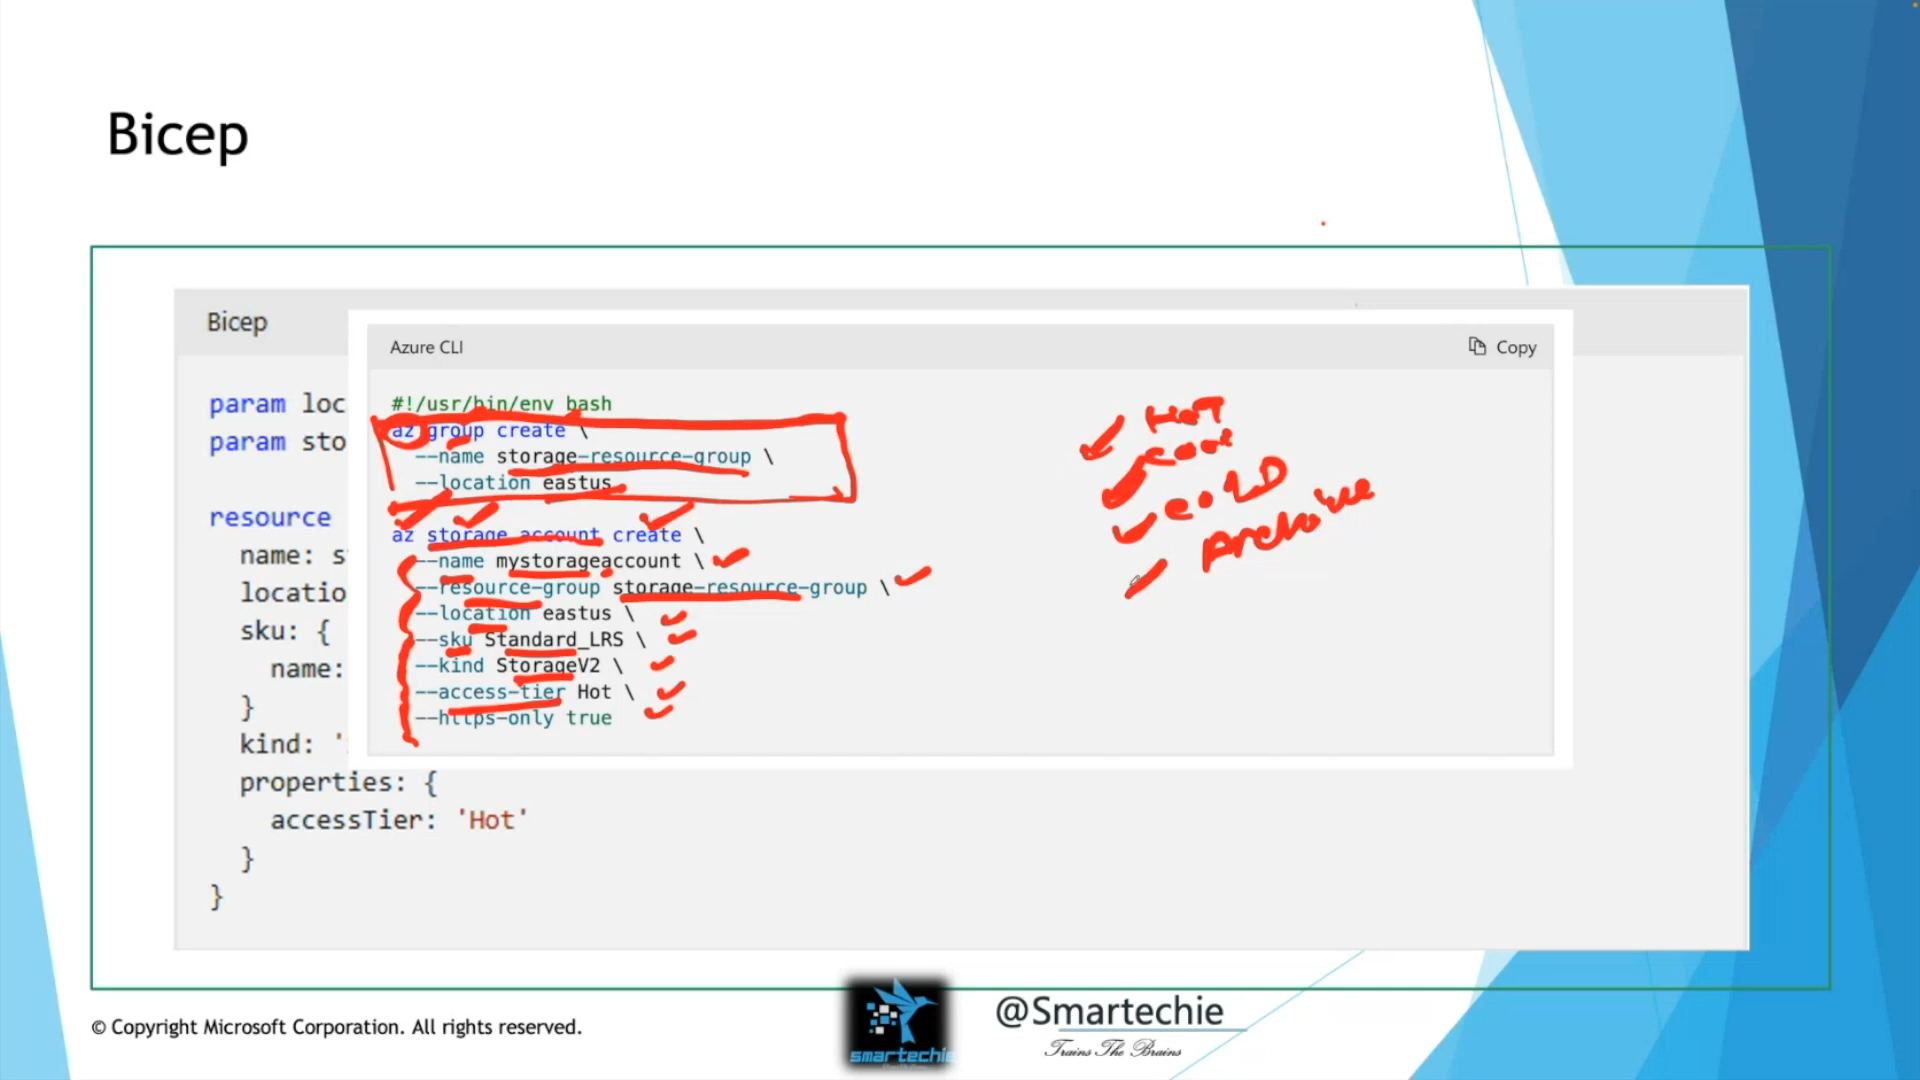 Bicep
Bicep
param loc
param sto
resource
name: s
locatio
sku: {
name:
}
kind: '
properties: {
accessTier: 'Hot'
}
}
Azure CLI
Copy
#!/usr/bin/env bash
az group create \
--name storage-resource-group \
--location eastus
az storage account create \
--name mystorageaccount \
--resource-group storage-resource-group \
--location eastus \
--sku Standard_LRS \
--kind StorageV2 \
--access-tier Hot \
--https-only true
HOT
COLD
Archive
© Copyright Microsoft Corporation. All rights reserved.
smartechie
@Smartechie
Trains The Brains